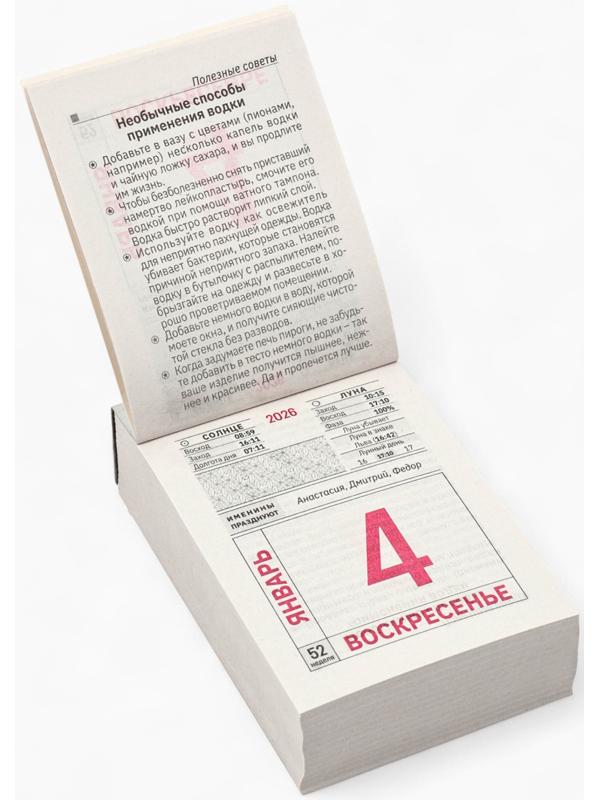 Полезные советы
Необычные способы
применения водки
Добавьте в вазу с цветами (пионами,
например) несколько капель водки
и чайную ложку сахара, и вы продлите
им жизнь.
Чтобы безболезненно снять приставший
намертво лейкопластырь, смочите его
водкой при помощи ватного тампона.
Водка быстро растворит липкий слой.
Используйте водку как освежитель
для неприятно пахнущей одежды. Водка
убивает бактерии, которые становятся
причиной неприятного запаха. Налейте
водку в бутылочку с распылителем, по-
брызгайте на одежду и развесьте в хо-
рошо проветриваемом помещении.
Добавьте немного водки в воду, которой
моете окна, и получите сияющие чисто-
той стекла без разводов.
Когда задумаете печь пироги, не забудь-
те добавить в тесто немного водки – так
ваше изделие получится пышнее, неж-
нее и красивее. Да и пропечется лучше.
СОЛНЦЕ
Восход 08:59
Заход 16:11
Долгота дня 07:11
2026
ЛУНА
Заход 10:15
Восход 17:10
Фаза 100%
Луна убывает
Луна в знаке
Льва (16:42)
Лунный день
16 17:10 17
ИМЕНИНЫ
ПРАЗДНУЮТ
Анастасия, Дмитрий, Федор
ЯНВАРЬ
4
ВОСКРЕСЕНЬЕ
52
неделя